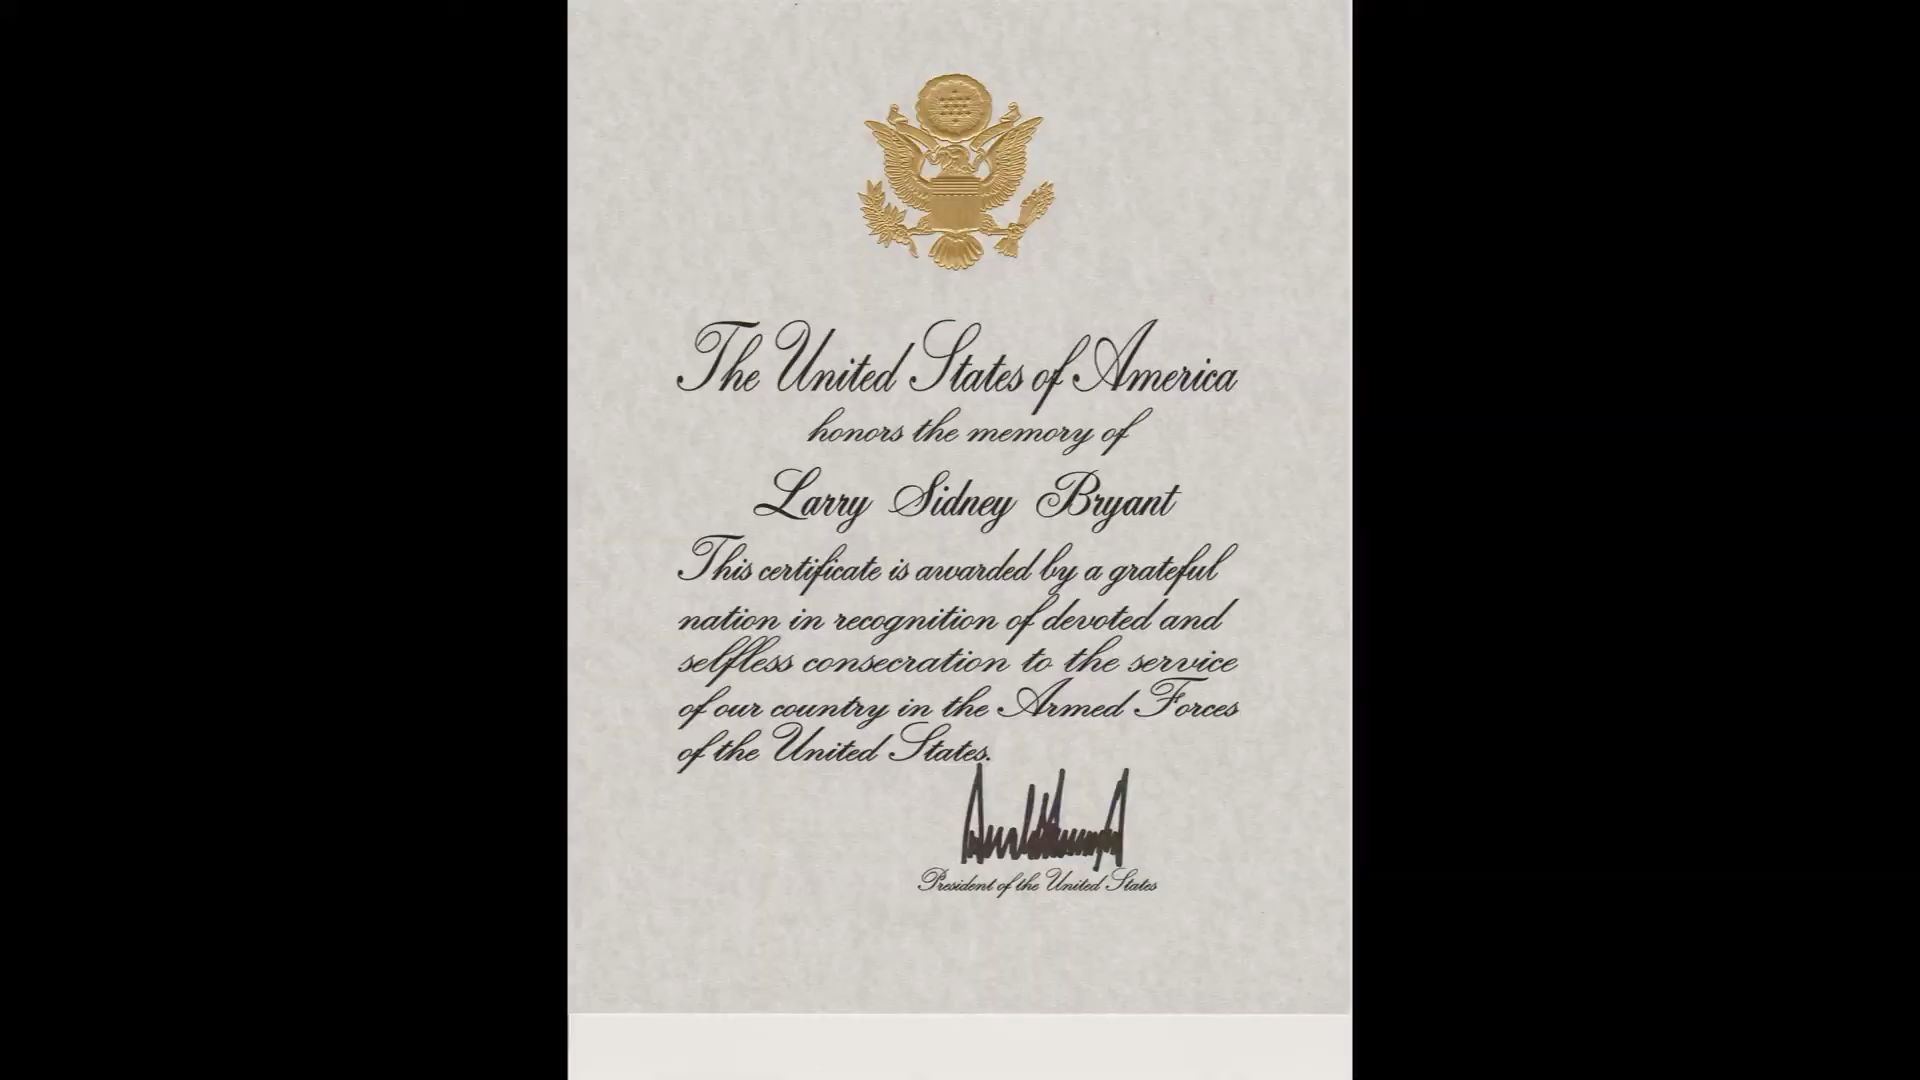 The United States of America
honors the memory of
Larry Sidney Bryant
This certificate is awarded by a grateful
nation in recognition of devoted and
selfless consecration to the service
of our country in the Armed Forces
of the United States.
Donald Trump
President of the United States